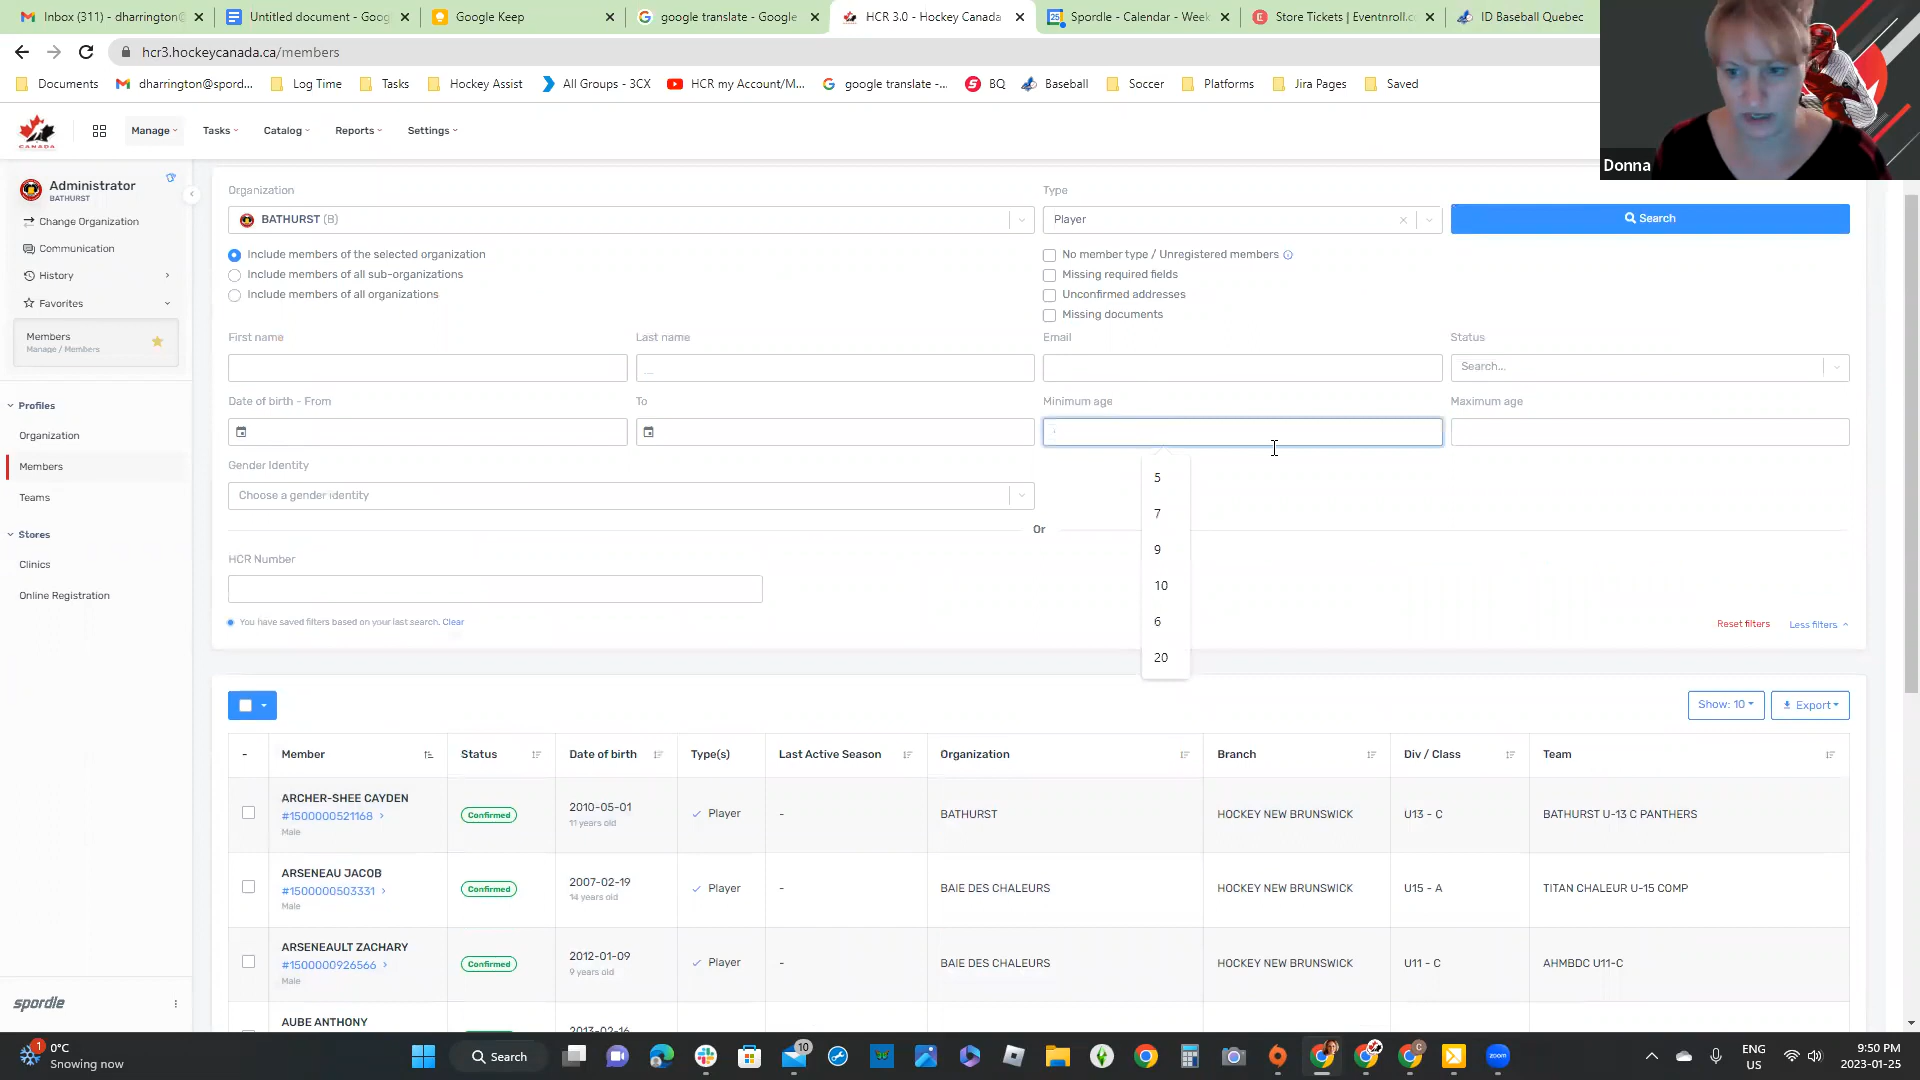 Inbox (311) - dharrington@
Untitled document - Goog
Google Keep
google translate - Google
HCR 3.0 - Hockey Canada
Spordle - Calendar - Week
Store Tickets | Eventnroll.c
ID Baseball Quebec
hcr3.hockeycanada.ca/members
Documents
dharrington@spord...
Log Time
Tasks
Hockey Assist
All Groups - 3CX
HCR my Account/M...
google translate -...
BQ
Baseball
Soccer
Platforms
Jira Pages
Saved
Donna
CANADA
Manage
Tasks
Catalog
Reports
Settings
Administrator
BATHURST
Change Organization
Communication
History
Favorites
Members
Manage / Members
Profiles
Organization
Members
Teams
Stores
Clinics
Online Registration
spordle
Organization
BATHURST (B)
Type
Player
Search
Include members of the selected organization
Include members of all sub-organizations
Include members of all organizations
No member type / Unregistered members
Missing required fields
Unconfirmed addresses
Missing documents
First name
Last name
Email
Status
Search...
Date of birth - From
To
Minimum age
Maximum age
5
7
9
10
6
20
Gender Identity
Choose a gender identity
Or
HCR Number
You have saved filters based on your last search. Clear
Reset filters
Less filters
Show: 10
Export
- Member Status Date of birth Type(s) Last Active Season Organization Branch Div / Class Team
ARCHER-SHEE CAYDEN
#1500000521168
Male
Confirmed
2010-05-01
11 years old
Player
-
BATHURST
HOCKEY NEW BRUNSWICK
U13 - C
BATHURST U-13 C PANTHERS
ARSENEAU JACOB
#1500000503331
Male
Confirmed
2007-02-19
14 years old
Player
-
BAIE DES CHALEURS
HOCKEY NEW BRUNSWICK
U15 - A
TITAN CHALEUR U-15 COMP
ARSENEAULT ZACHARY
#1500000926566
Male
Confirmed
2012-01-09
9 years old
Player
-
BAIE DES CHALEURS
HOCKEY NEW BRUNSWICK
U11 - C
AHMBDC U11-C
AUBE ANTHONY
2013-02-16
1
0°C
Snowing now
Search
10
zoom
ENG
US
9:50 PM
2023-01-25